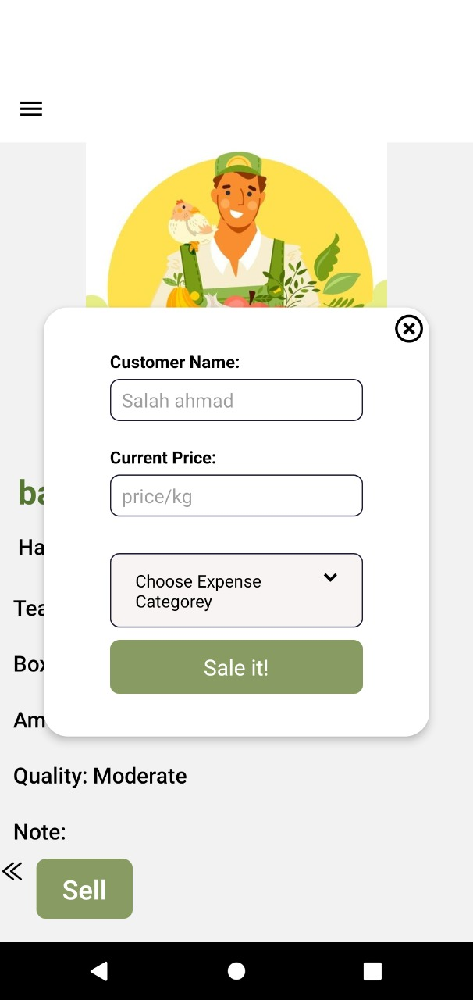 Customer Name:
Salah ahmad
Current Price:
price/kg
Choose Expense
Categorey
Sale it!
Quality: Moderate
Note:
Sell